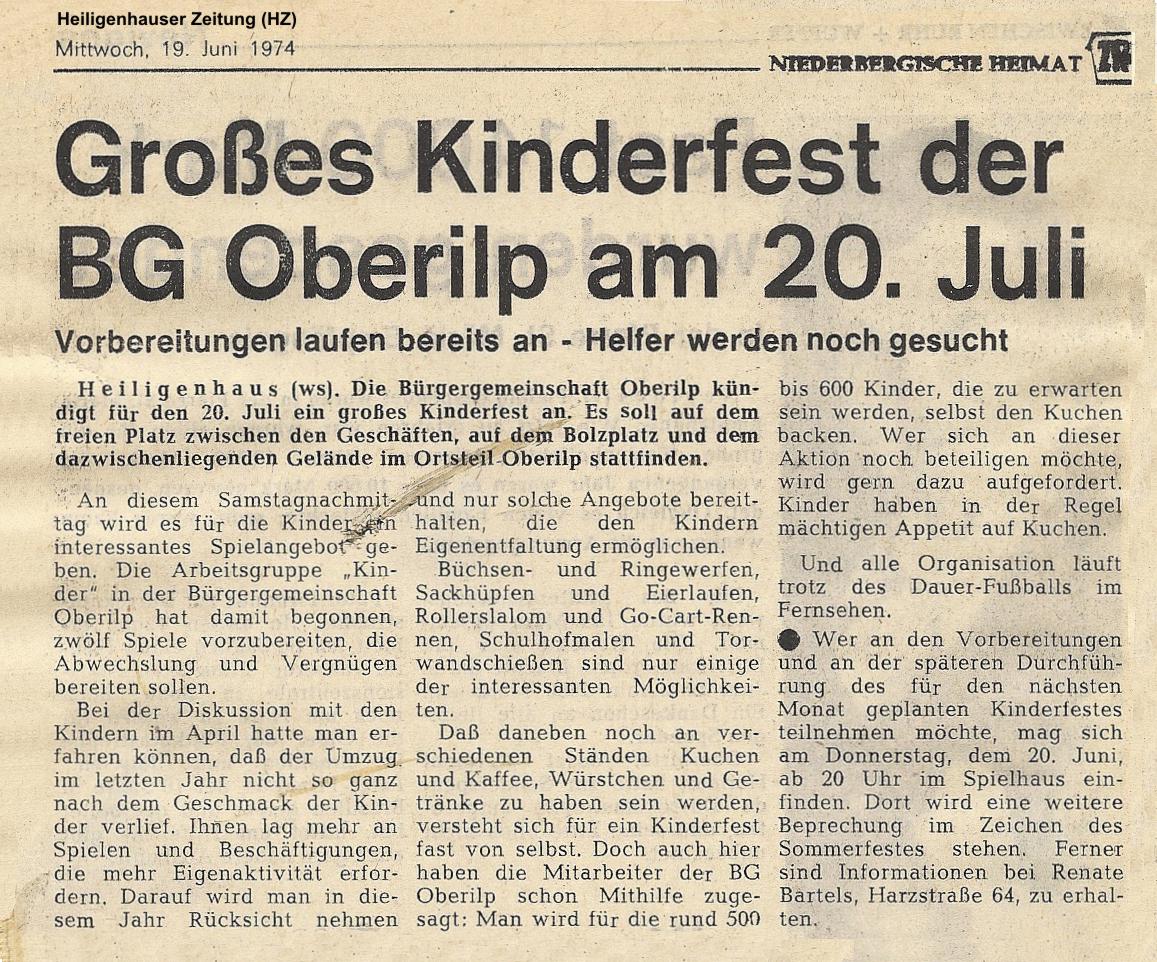 Heiligenhauser Zeitung (HZ)
Mittwoch, 19. Juni 1974
NIEDERBERGISCHE HEIMAT
Großes Kinderfest der
BG Oberilp am 20. Juli
Vorbereitungen laufen bereits an - Helfer werden noch gesucht
Heiligenhaus (ws). Die Bürgergemeinschaft Oberilp kün-
digt für den 20. Juli ein großes Kinderfest an. Es soll auf dem
freien Platz zwischen den Geschäften, auf dem Bolzplatz und dem
dazwischenliegenden Gelände im Ortsteil Oberilp stattfinden.
An diesem Samstagnachmit-
tag wird es für die Kinder ein
interessantes Spielangebot ge-
ben. Die Arbeitsgruppe „Kin-
der" in der Bürgergemeinschaft
Oberilp hat damit begonnen,
zwölf Spiele vorzubereiten, die
Abwechslung und Vergnügen
bereiten sollen.
Bei der Diskussion mit den
Kindern im April hatte man er-
fahren können, daß der Umzug
im letzten Jahr nicht so ganz
nach dem Geschmack der Kin-
der verlief. Ihnen lag mehr an
Spielen und Beschäftigungen,
die mehr Eigenaktivität erfor-
dern. Darauf wird man in die-
sem Jahr Rücksicht nehmen
und nur solche Angebote bereit-
halten, die den Kindern
Eigenentfaltung ermöglichen.
Büchsen- und Ringewerfen,
Sackhüpfen und Eierlaufen,
Rollerslalom und Go-Cart-Ren-
nen, Schulhofmalen und Tor-
wandschießen sind nur einige
der interessanten Möglichkei-
ten.
Daß daneben noch an ver-
schiedenen Ständen Kuchen
und Kaffee, Würstchen und Ge-
tränke zu haben sein werden,
versteht sich für ein Kinderfest
fast von selbst. Doch auch hier
haben die Mitarbeiter der BG
Oberilp schon Mithilfe zuge-
sagt: Man wird für die rund 500
bis 600 Kinder, die zu erwarten
sein werden, selbst den Kuchen
backen. Wer sich an dieser
Aktion noch beteiligen möchte,
wird gern dazu aufgefordert.
Kinder haben in der Regel
mächtigen Appetit auf Kuchen.
Und alle Organisation läuft
trotz des Dauer-Fußballs im
Fernsehen.
● Wer an den Vorbereitungen
und an der späteren Durchfüh-
rung des für den nächsten
Monat geplanten Kinderfestes
teilnehmen möchte, mag sich
am Donnerstag, dem 20. Juni,
ab 20 Uhr im Spielhaus ein-
finden. Dort wird eine weitere
Beprechung im Zeichen des
Sommerfestes stehen. Ferner
sind Informationen bei Renate
Bartels, Harzstraße 64, zu erhal-
ten.